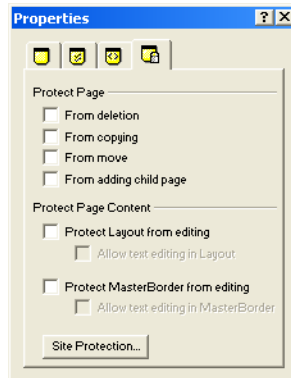 Properties
Protect Page
From deletion
From copying
From move
From adding child page
Protect Page Content
Protect Layout from editing
Allow text editing in Layout
Protect MasterBorder from editing
Allow text editing in MasterBorder
Site Protection...